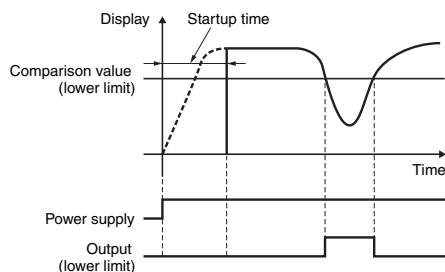 Display
Startup time
Comparison value
(lower limit)
Time
Power supply
Output
(lower limit)